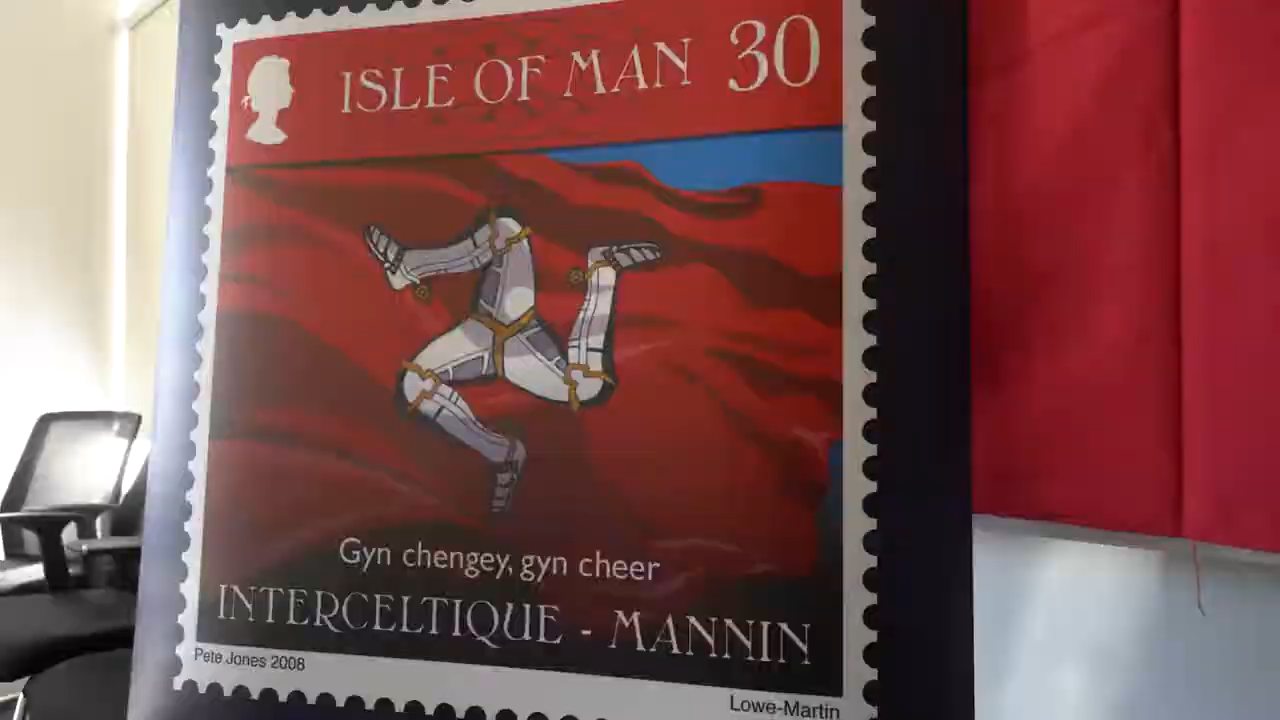 ISLE OF MAN 30
Gyn chengey, gyn cheer
INTERCELTIQUE - MANNIN
Pete Jones 2008
Lowe-Martin